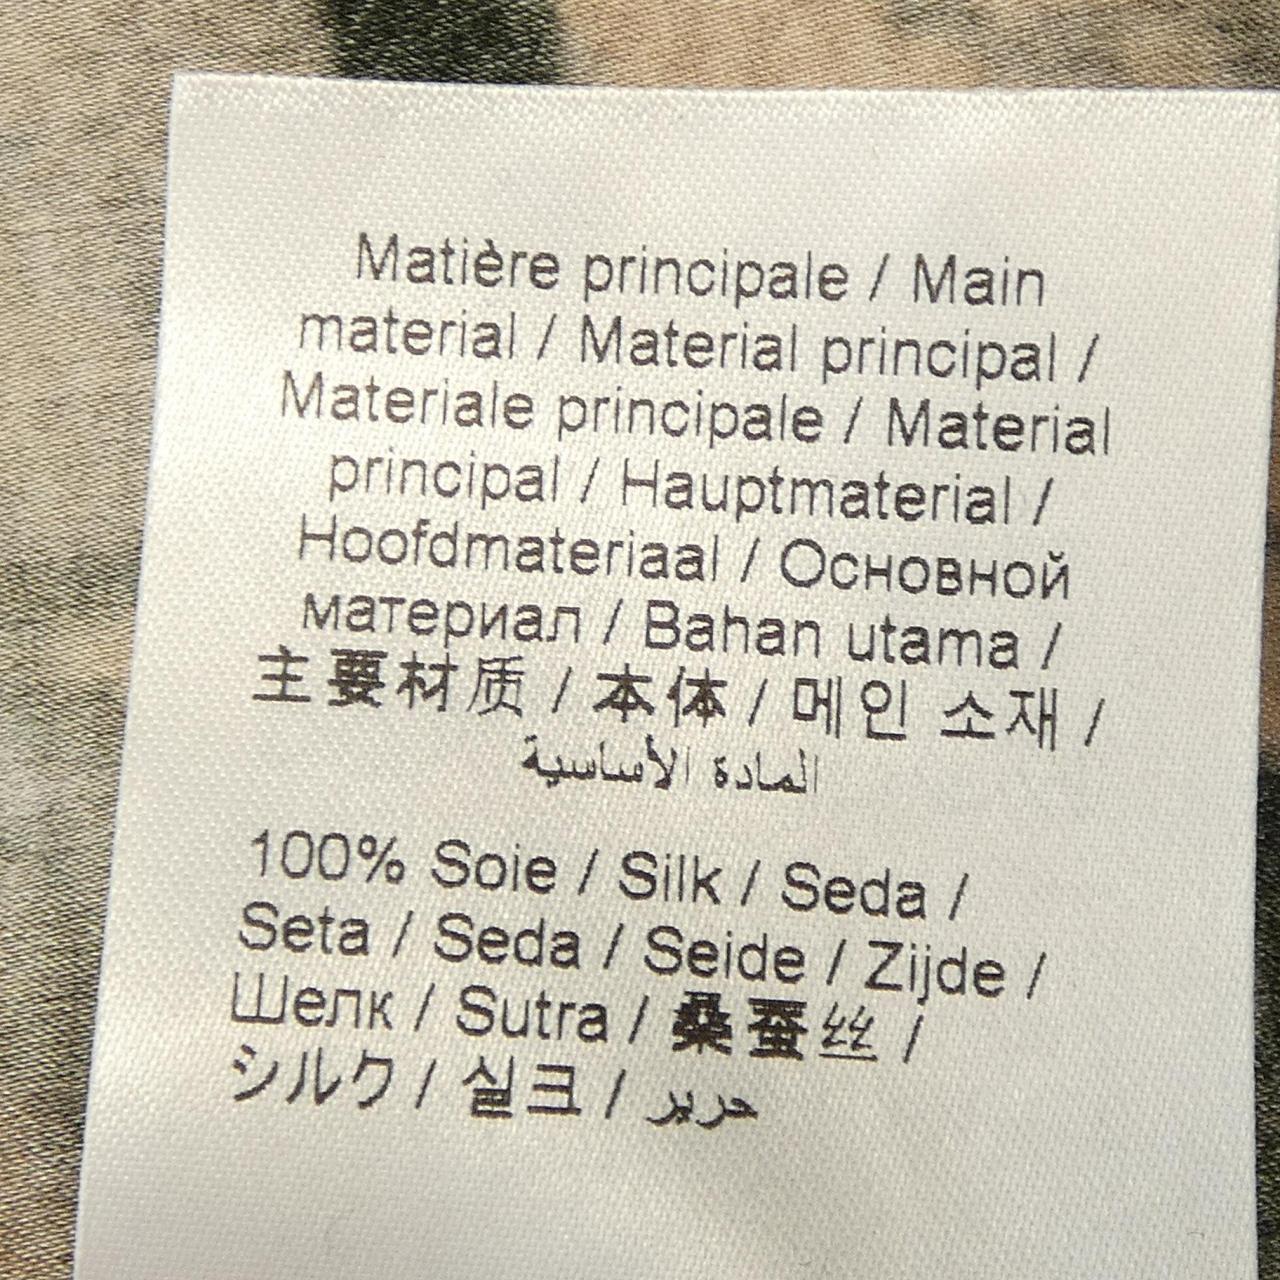 Matière principale / Main
material / Material principal /
Materiale principale / Material
principal / Hauptmaterial /
Hoofdmateriaal / Основной
материал / Bahan utama /
主要材质 / 本体 / 메인 소재 /
المادة الأساسية
100% Soie / Silk / Seda /
Seta / Seda / Seide / Zijde /
Шелк / Sutra / 桑蚕丝 /
シルク / 실크 / حرير